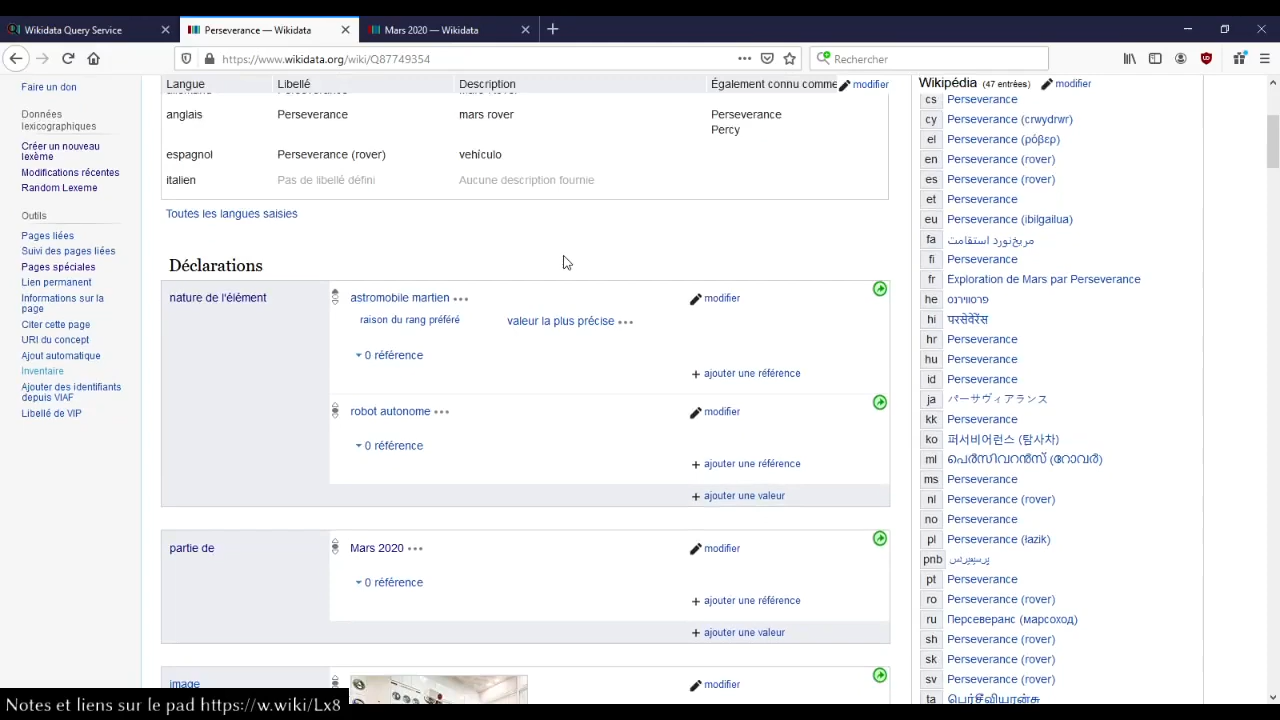 Wikidata Query Service
Perseverance — Wikidata
Mars 2020 — Wikidata
https://www.wikidata.org/wiki/Q87749354
Rechercher
Faire un don
Données
lexicographiques
Créer un nouveau
lexème
Modifications récentes
Random Lexeme
Outils
Pages liées
Suivi des pages liées
Pages spéciales
Lien permanent
Informations sur la
page
Citer cette page
URI du concept
Ajout automatique
Inventaire
Ajouter des identifiants
depuis VIAF
Libellé de VIP
Langue Libellé Description Également connu comme modifier
anglais Perseverance mars rover Perseverance
Percy
espagnol Perseverance (rover) vehículo
italien Pas de libellé défini Aucune description fournie
Toutes les langues saisies
Déclarations
nature de l'élément
astromobile martien modifier
raison du rang préféré valeur la plus précise
0 référence
+ ajouter une référence
robot autonome modifier
0 référence
+ ajouter une référence
+ ajouter une valeur
partie de
Mars 2020 modifier
0 référence
+ ajouter une référence
+ ajouter une valeur
image
modifier
Wikipédia (47 entrées) modifier
cs Perseverance
cy Perseverance (crwydrwr)
el Perseverance (ρόβερ)
en Perseverance (rover)
es Perseverance (rover)
et Perseverance
eu Perseverance (ibilgailua)
fa مریخ‌نورد استقامت
fi Perseverance
fr Exploration de Mars par Perseverance
he פרסווירנס
hi परसेवेरेंस
hr Perseverance
hu Perseverance
id Perseverance
ja パーサヴィアランス
kk Perseverance
ko 퍼서비어런스 (탐사차)
ml പെർസിവറൻസ് (റോവർ)
ms Perseverance
nl Perseverance (rover)
no Perseverance
pl Perseverance (łazik)
pnb پرسیویرنس
pt Perseverance
ro Perseverance (rover)
ru Персеверанс (марсоход)
sh Perseverance (rover)
sk Perseverance (rover)
sv Perseverance (rover)
ta
Notes et liens sur le pad https://w.wiki/Lx8